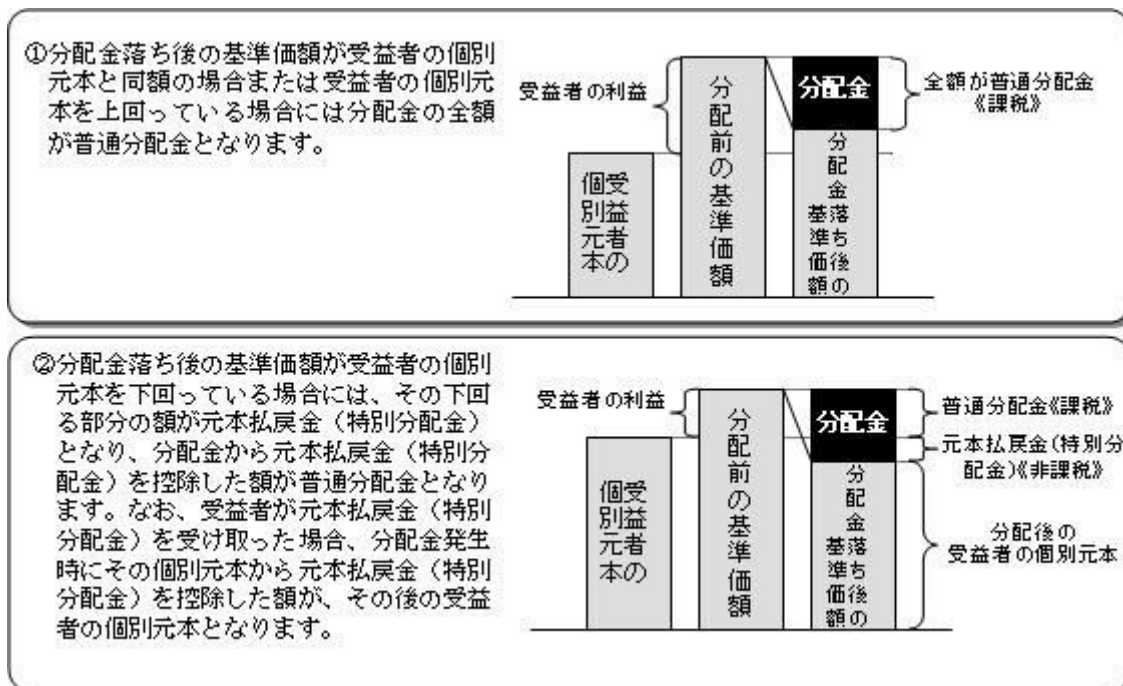 ①分配金落ち後の基準価額が受益者の個別
元本と同額の場合または受益者の個別元
本を上回っている場合には分配金の全額
が普通分配金となります。
受益者の利益
受益者の
個別元本
分配前の基準価額
分配金
分配金落ち後の
基準価額
全額が普通分配金
《課税》
②分配金落ち後の基準価額が受益者の個別
元本を下回っている場合には、その下回
る部分の額が元本払戻金（特別分配金）
となり、分配金から元本払戻金（特別分
配金）を控除した額が普通分配金となり
ます。なお、受益者が元本払戻金（特別
分配金）を受け取った場合、分配金発生
時にその個別元本から元本払戻金（特別
分配金）を控除した額が、その後の受益
者の個別元本となります。
受益者の利益
受益者の
個別元本
分配前の基準価額
分配金
分配金落ち後の
基準価額
普通分配金《課税》
元本払戻金(特別分
配金)《非課税》
分配後の
受益者の個別元本